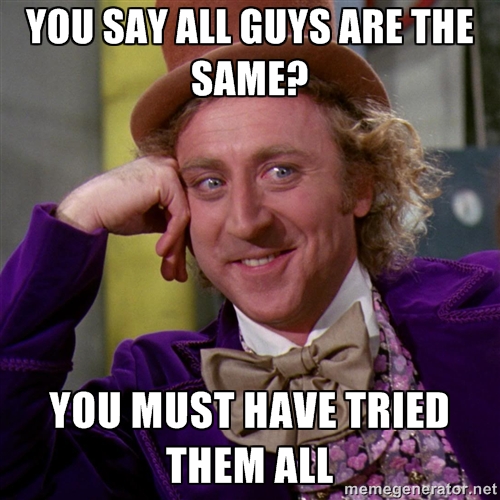 YOU SAY ALL GUYS ARE THE
SAME?
YOU MUST HAVE TRIED
THEM ALL
memegenerator.net